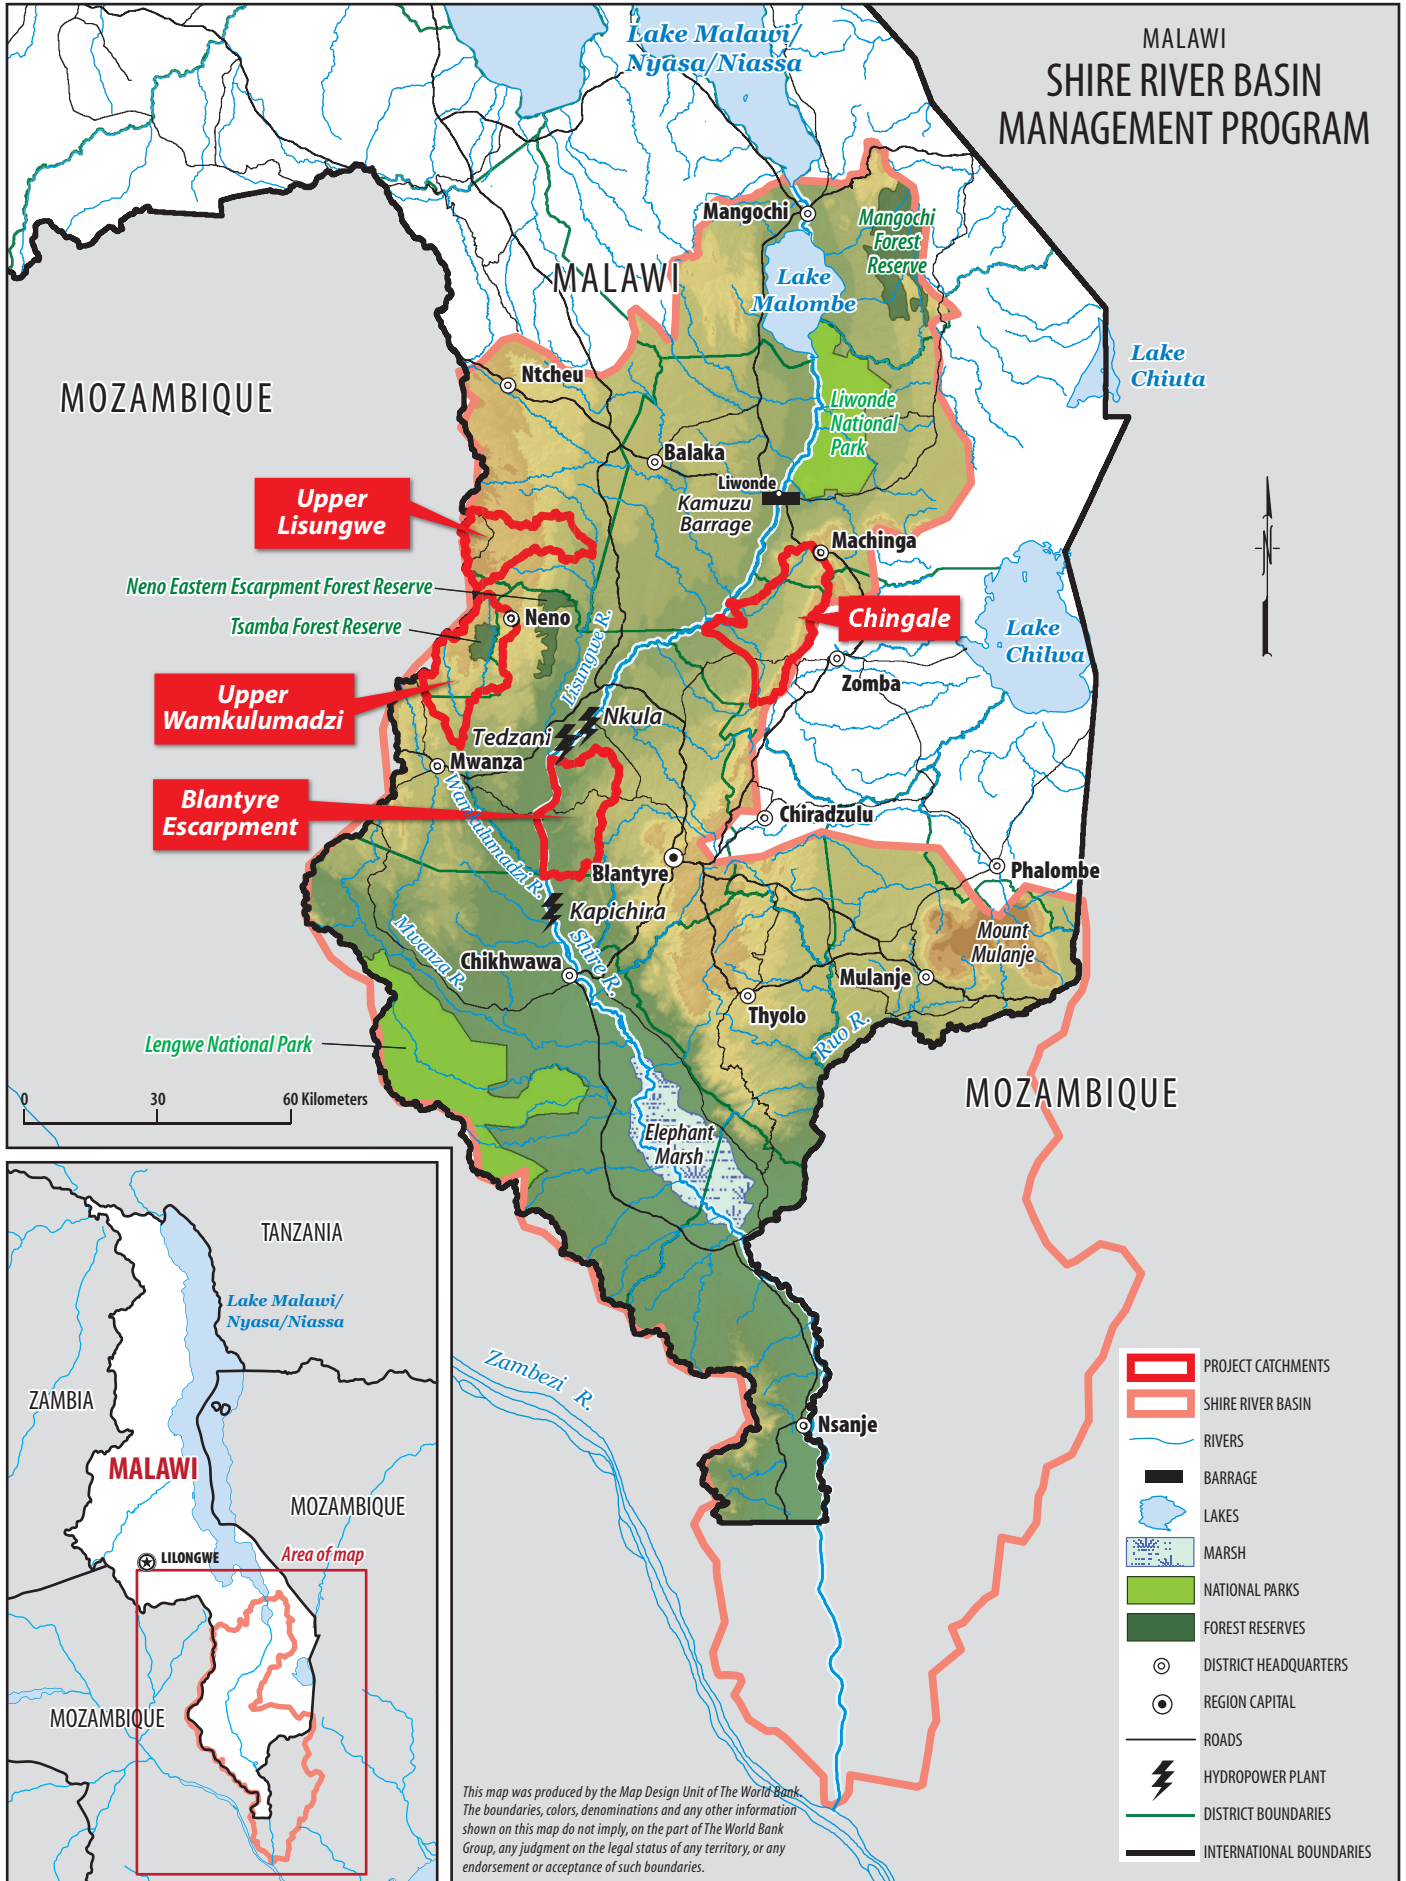 MALAWI
SHIRE RIVER BASIN
MANAGEMENT PROGRAM
Lake Malawi/
Nyasa/Niassa
Mangochi
Mangochi
Forest
Reserve
MALAWI
Lake
Malombe
Lake
Chiuta
MOZAMBIQUE
Ntcheu
Liwonde
National
Park
Balaka
Liwonde
Kamuzu
Barrage
Upper
Lisungwe
Machinga
Neno Eastern Escarpment Forest Reserve
Tsamba Forest Reserve
Neno
Lisungwe R.
Chingale
Lake
Chilwa
Zomba
Upper
Wamkulumadzi
Nkula
Tedzani
Mwanza
Wamkulumadzi R.
Blantyre
Escarpment
Chiradzulu
Blantyre
Phalombe
Kapichira
Mwanza R.
Shire R.
Mount
Mulanje
Chikhwawa
Mulanje
Thyolo
Ruo R.
Lengwe National Park
MOZAMBIQUE
0 30 60 Kilometers
Elephant
Marsh
TANZANIA
Lake Malawi/
Nyasa/Niassa
ZAMBIA
MALAWI
MOZAMBIQUE
LILONGWE
Area of map
MOZAMBIQUE
Zambezi R.
Nsanje
PROJECT CATCHMENTS
SHIRE RIVER BASIN
RIVERS
BARRAGE
LAKES
MARSH
NATIONAL PARKS
FOREST RESERVES
DISTRICT HEADQUARTERS
REGION CAPITAL
ROADS
HYDROPOWER PLANT
DISTRICT BOUNDARIES
INTERNATIONAL BOUNDARIES
N
This map was produced by the Map Design Unit of The World Bank.
The boundaries, colors, denominations and any other information
shown on this map do not imply, on the part of The World Bank
Group, any judgment on the legal status of any territory, or any
endorsement or acceptance of such boundaries.